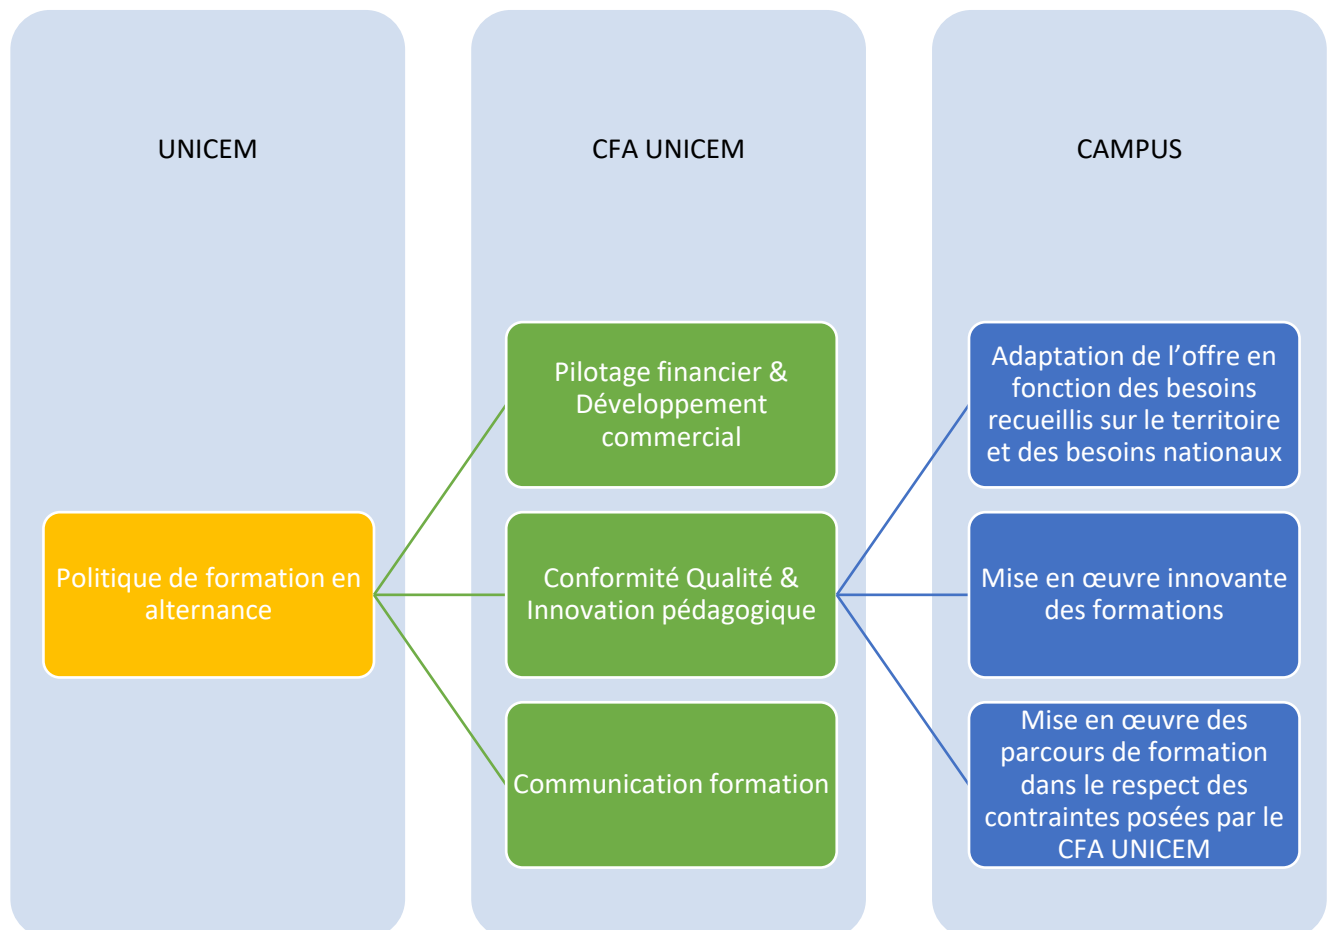 UNICEM
CFA UNICEM
CAMPUS
Politique de formation en
alternance
Pilotage financier &
Développement
commercial
Conformité Qualité &
Innovation pédagogique
Communication formation
Adaptation de l’offre en
fonction des besoins
recueillis sur le territoire
et des besoins nationaux
Mise en œuvre innovante
des formations
Mise en œuvre des
parcours de formation
dans le respect des
contraintes posées par le
CFA UNICEM